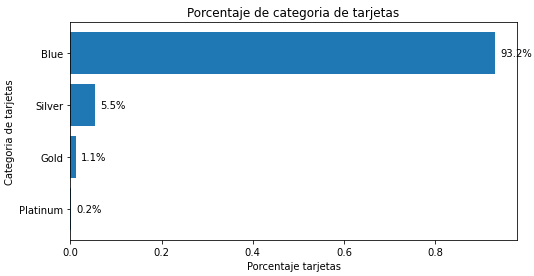 Porcentaje de categoria de tarjetas
Categoria de tarjetas
Blue 93.2%
Silver 5.5%
Gold 1.1%
Platinum 0.2%
0.0 0.2 0.4 0.6 0.8
Porcentaje tarjetas